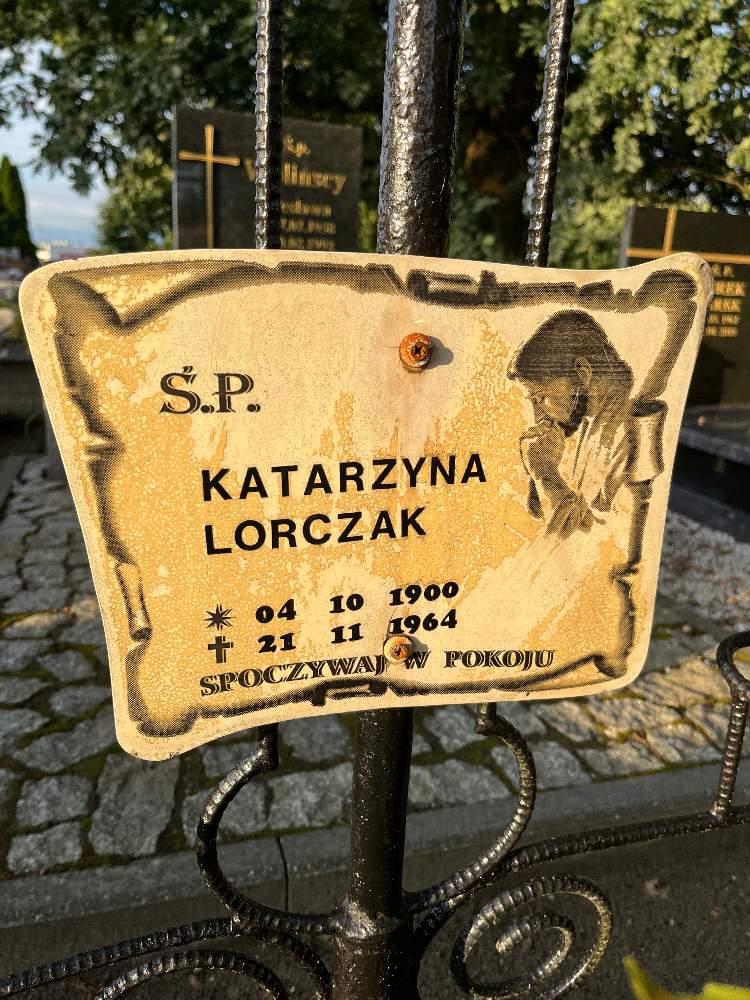 Ś.P.
KATARZYNA
LORCZAK
04 10 1900
21 11 1964
SPOCZYWAJ W POKOJU